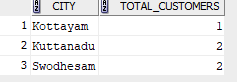 CITY TOTAL_CUSTOMERS
1 Kottayam 1
2 Kuttanadu 2
3 Swodhesam 2